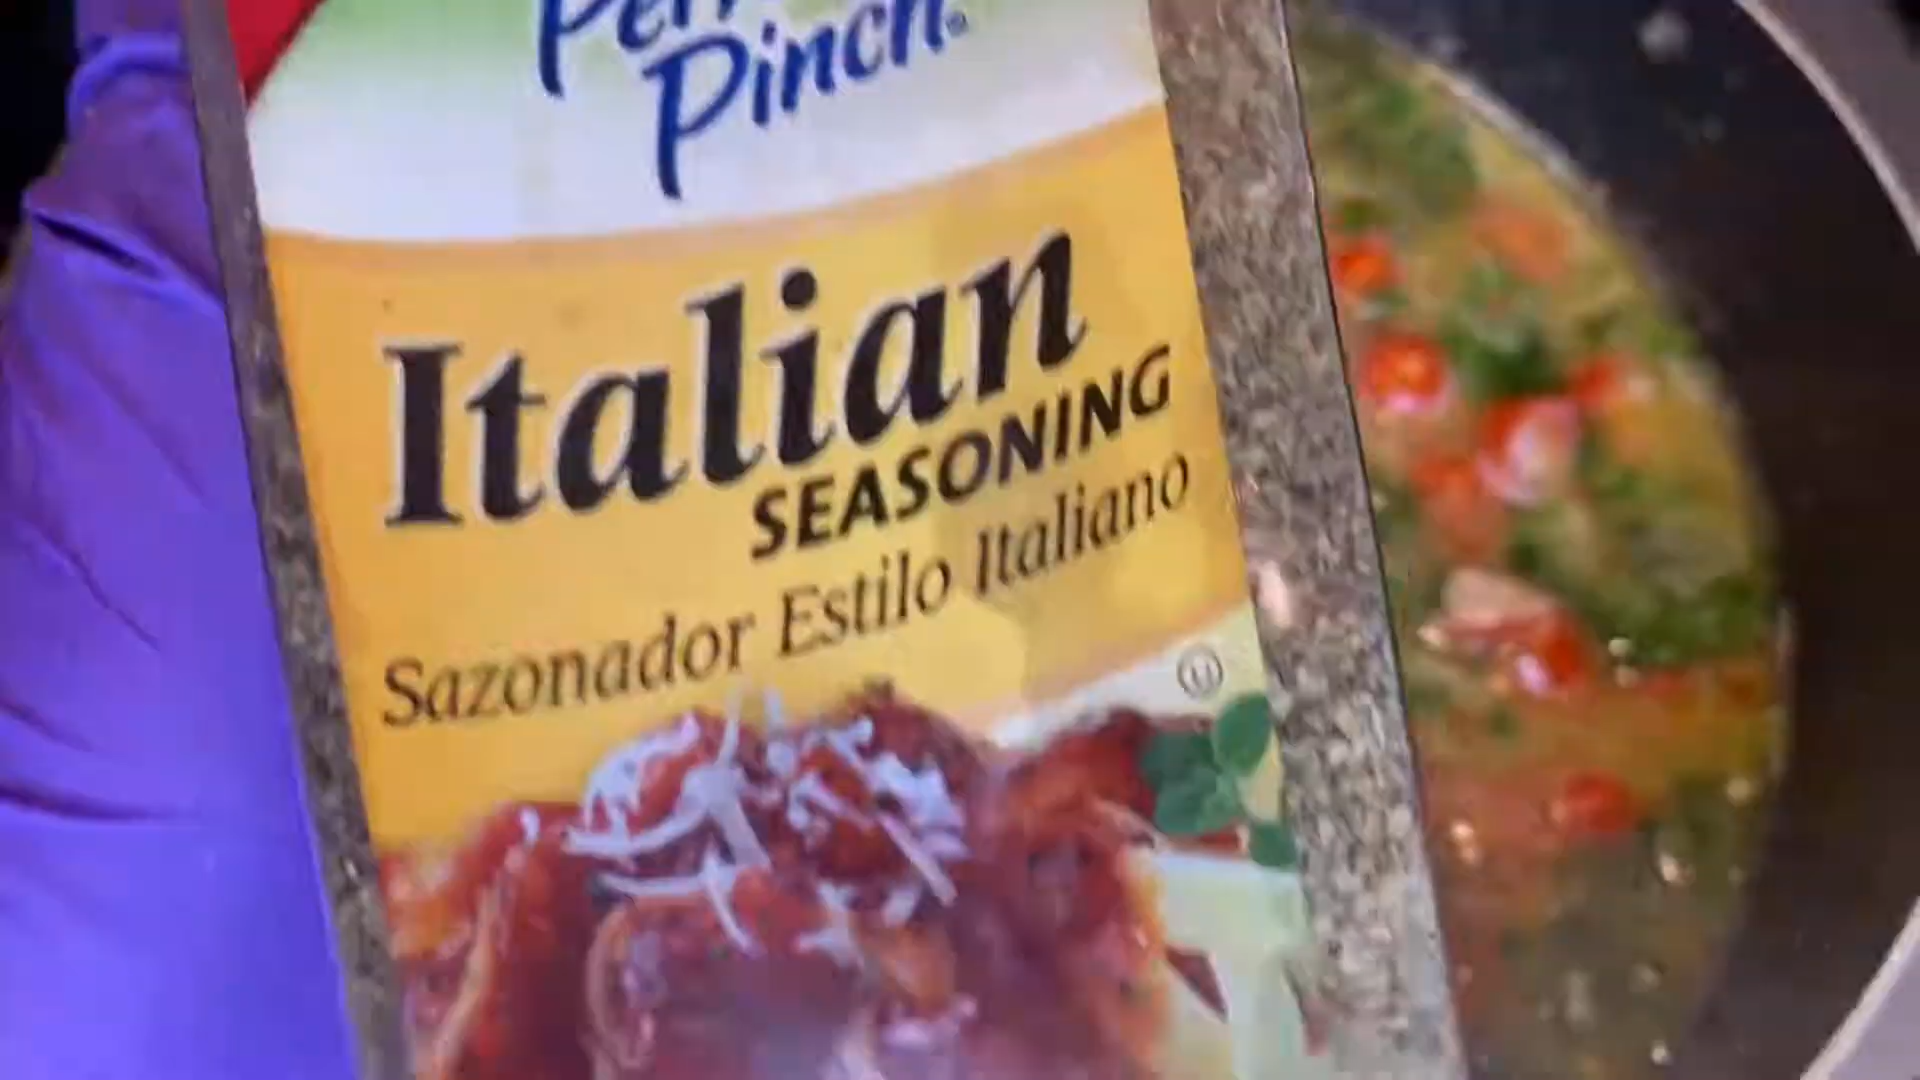 Pinch®
Italian
SEASONING
Sazonador Estilo Italiano
U